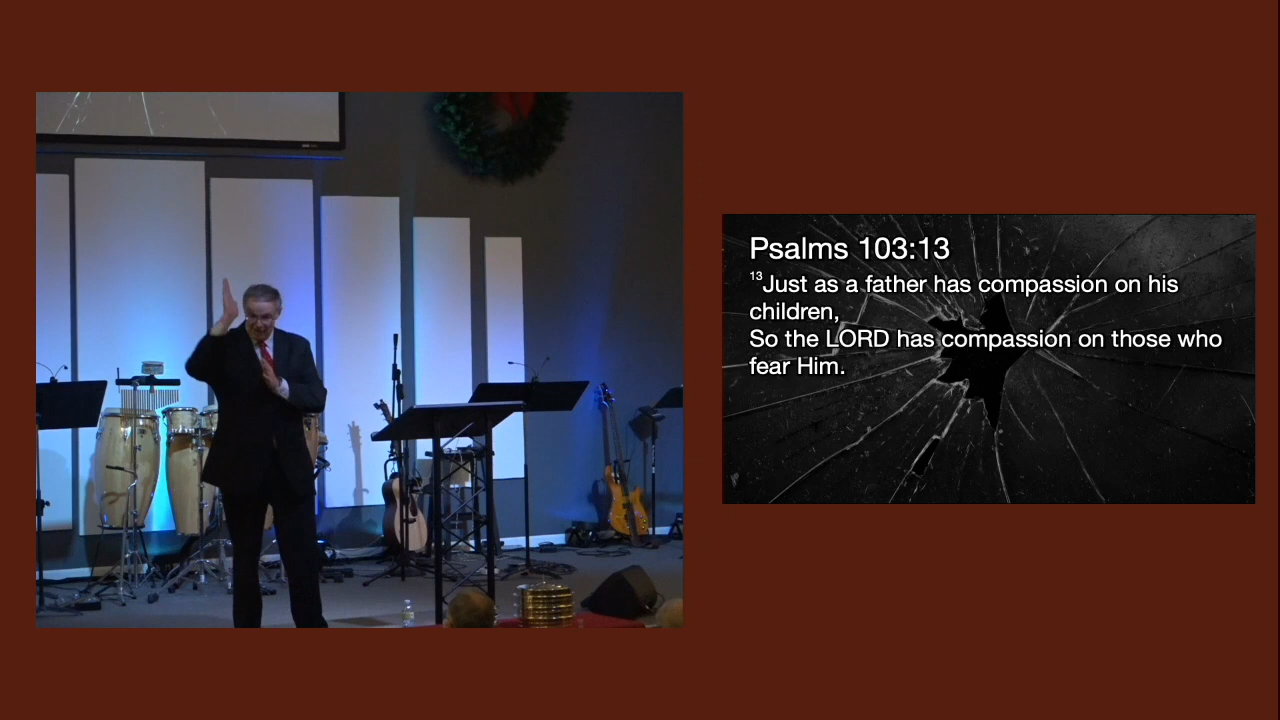 Psalms 103:13
13Just as a father has compassion on his
children,
So the LORD has compassion on those who
fear Him.